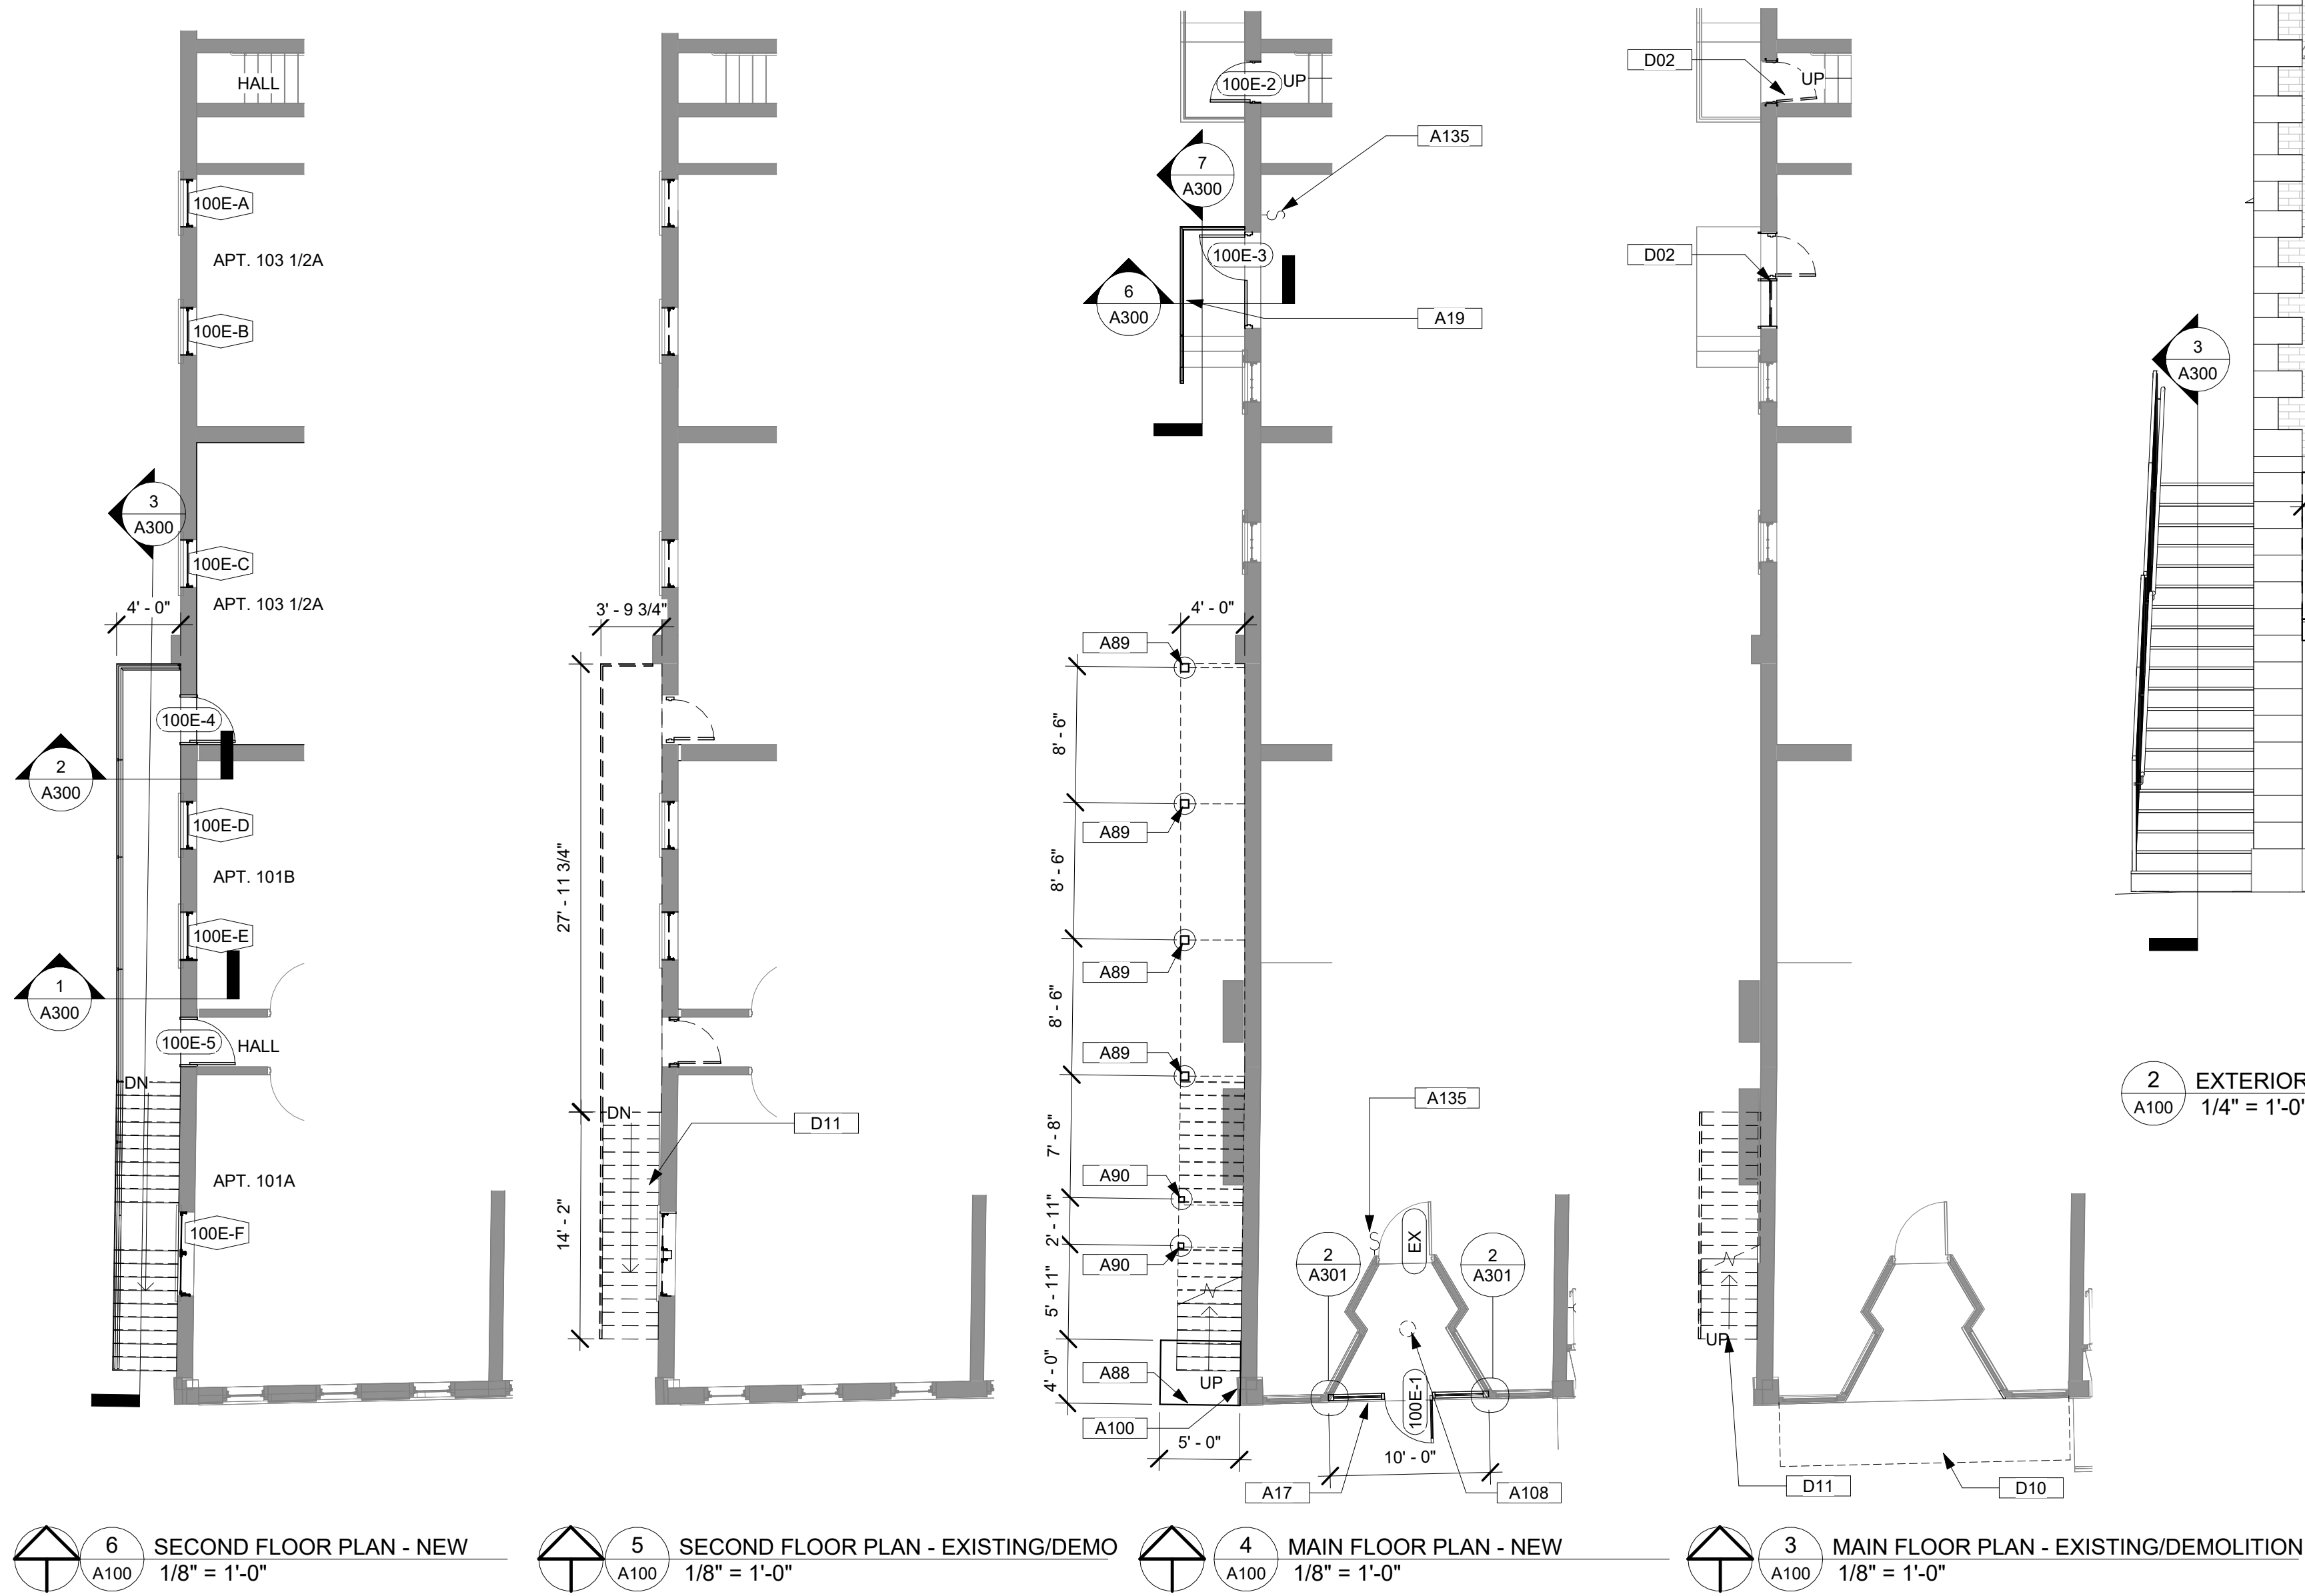 HALL
100E-A
APT. 103 1/2A
100E-B
3
A300
100E-C
APT. 103 1/2A
4' - 0"
100E-4
2
A300
100E-D
APT. 101B
100E-E
1
A300
100E-5
HALL
DN
APT. 101A
100E-F
6
A100
SECOND FLOOR PLAN - NEW
1/8" = 1'-0"
3' - 9 3/4"
27' - 11 3/4"
DN
D11
14' - 2"
5
A100
SECOND FLOOR PLAN - EXISTING/DEMO
1/8" = 1'-0"
100E-2
UP
A135
7
A300
100E-3
6
A300
A19
4' - 0"
A89
8' - 6"
A89
8' - 6"
A89
8' - 6"
A89
7' - 8"
A135
A90
2' - 11"
A90
5' - 11"
EX
2
A301
2
A301
4' - 0"
A88
UP
100E-1
A100
5' - 0"
10' - 0"
A17
A108
4
A100
MAIN FLOOR PLAN - NEW
1/8" = 1'-0"
D02
UP
D02
UP
D11
D10
3
A100
MAIN FLOOR PLAN - EXISTING/DEMOLITION
1/8" = 1'-0"
3
A300
2
A100
EXTERIOR
1/4" = 1'-0"